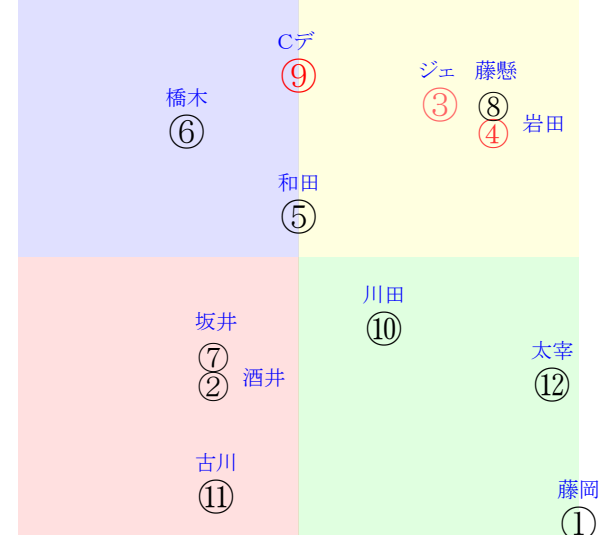 Cデ
⑨
ジェ 藤懸
③ ⑧
④ 岩田
橋木
⑥
和田
⑤
川田
⑩
坂井
⑦
② 酒井
太宰
⑫
古川
⑪
藤岡
①